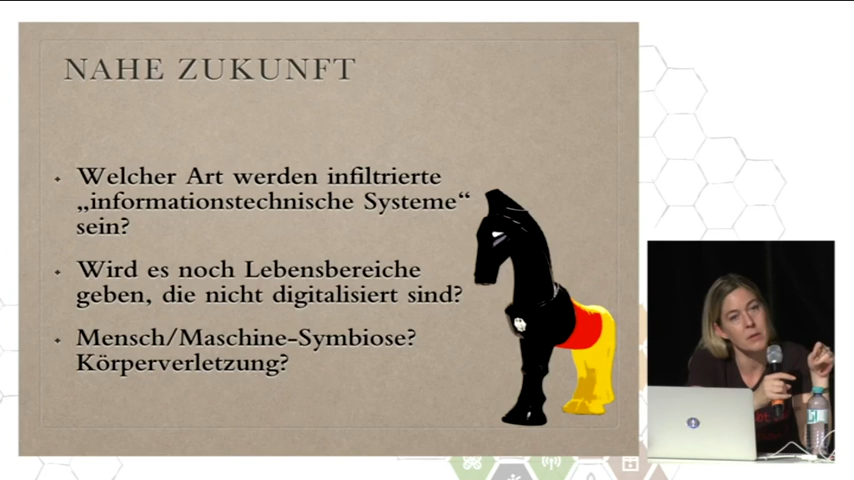 NAHE ZUKUNFT
Welcher Art werden infiltrierte
„informationstechnische Systeme“
sein?
Wird es noch Lebensbereiche
geben, die nicht digitalisiert sind?
Mensch/Maschine-Symbiose?
Körperverletzung?